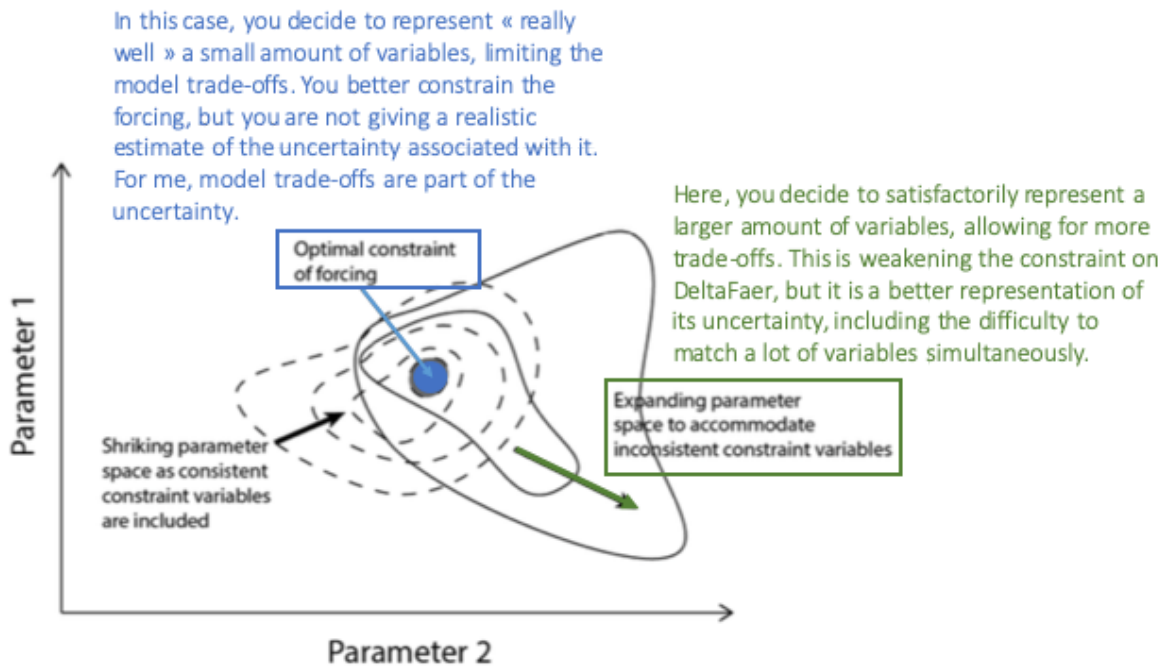 In this case, you decide to represent « really
well » a small amount of variables, limiting the
model trade-offs. You better constrain the
forcing, but you are not giving a realistic
estimate of the uncertainty associated with it.
For me, model trade-offs are part of the
uncertainty.
Here, you decide to satisfactorily represent a
larger amount of variables, allowing for more
trade-offs. This is weakening the constraint on
DeltaFaer, but it is a better representation of
its uncertainty, including the difficulty to
match a lot of variables simultaneously.
Optimal constraint
of forcing
Parameter 1
Expanding parameter
space to accommodate
inconsistent constraint variables
Shriking parameter
space as consistent
constraint variables
are included
Parameter 2